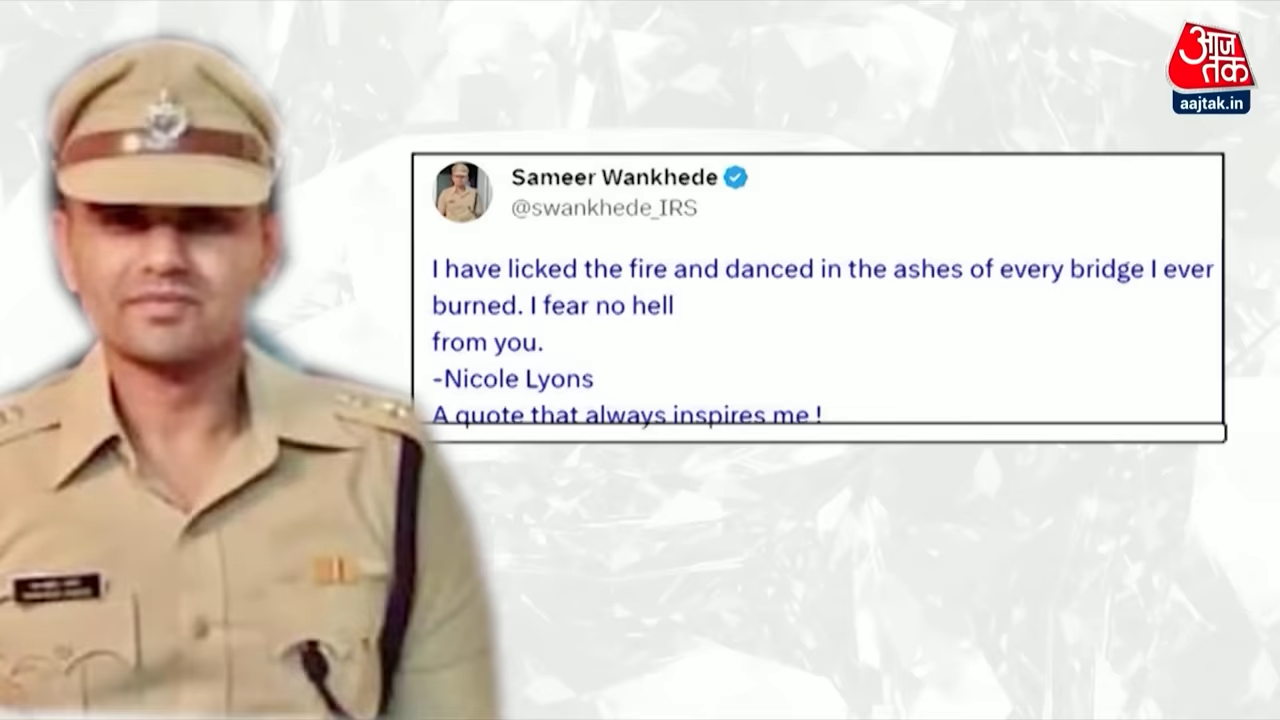 आज
तक
aajtak.in
Sameer Wankhede
@swankhede_IRS
I have licked the fire and danced in the ashes of every bridge I ever
burned. I fear no hell
from you.
-Nicole Lyons
A quote that always inspires me !